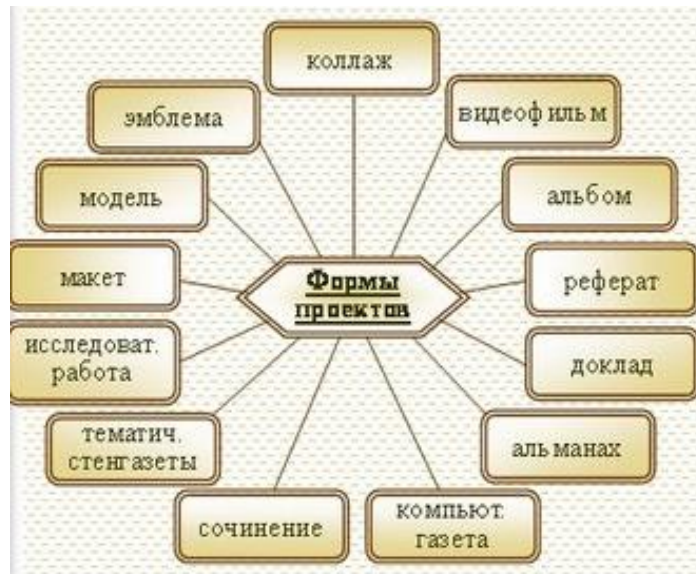 коллаж
видеофильм
эмблема
альбом
модель
Формы
проектов
реферат
макет
исследоват.
работа
доклад
тематич.
стенгазеты
альманах
сочинение
компьют.
газета